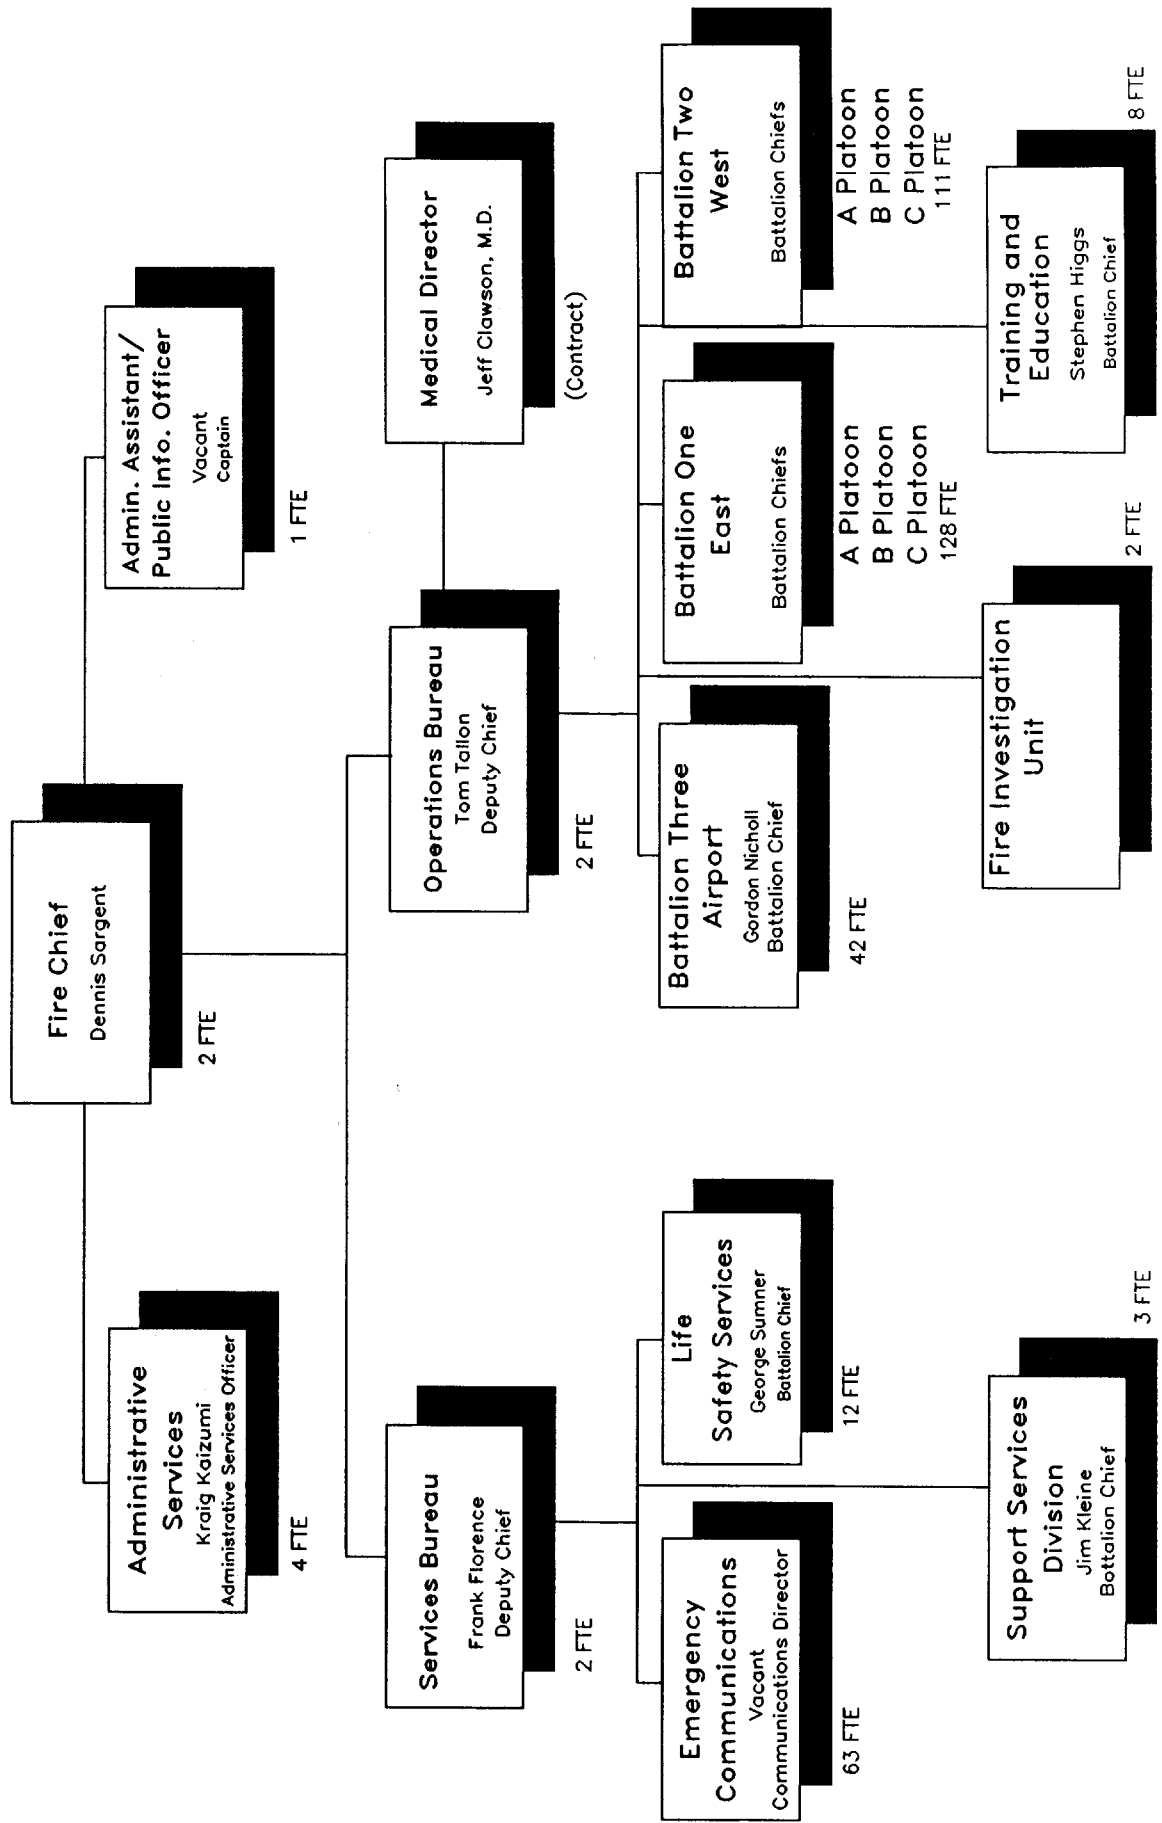 Fire Chief
Dennis Sargent
2 FTE
Administrative
Services
Kraig Kaizumi
Administrative Services Officer
4 FTE
Admin. Assistant/
Public Info. Officer
Vacant
Captain
1 FTE
Services Bureau
Frank Florence
Deputy Chief
2 FTE
Operations Bureau
Tom Tallon
Deputy Chief
2 FTE
Medical Director
Jeff Clawson, M.D.
(Contract)
Emergency
Communications
Vacant
Communications Director
63 FTE
Life
Safety Services
George Sumner
Battalion Chief
12 FTE
Battalion Three
Airport
Gordon Nicholl
Battalion Chief
42 FTE
Battalion One
East
Battalion Chiefs
A Platoon
B Platoon
C Platoon
128 FTE
Battalion Two
West
Battalion Chiefs
A Platoon
B Platoon
C Platoon
111 FTE
Support Services
Division
Jim Kleine
Battalion Chief
3 FTE
Fire Investigation
Unit
2 FTE
Training and
Education
Stephen Higgs
Battalion Chief
8 FTE